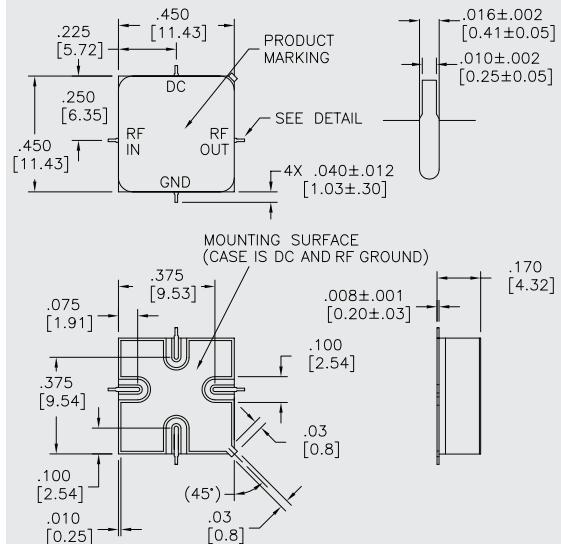 .450
[11.43]
.225
[5.72]
PRODUCT
MARKING
.016±.002
[0.41±0.05]
.010±.002
[0.25±0.05]
DC
.250
[6.35]
SEE DETAIL
RF
IN
RF
OUT
.450
[11.43]
GND
4X .040±.012
[1.03±.30]
MOUNTING SURFACE
(CASE IS DC AND RF GROUND)
.375
[9.53]
.170
[4.32]
.075
[1.91]
.008±.001
[0.20±.03]
.100
[2.54]
.375
[9.54]
.03
[0.8]
.100
[2.54]
(45°)
.010
[0.25]
.03
[0.8]